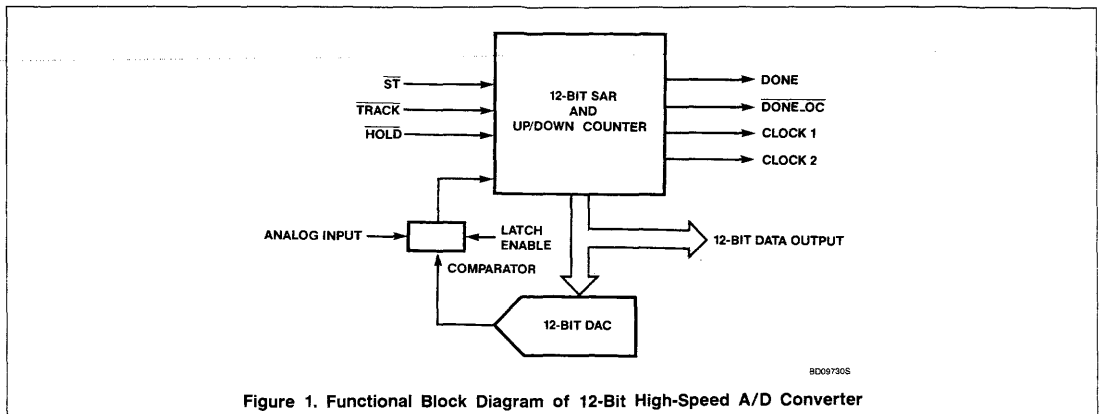 ST
TRACK
HOLD
12-BIT SAR
AND
UP/DOWN COUNTER
DONE
DONE_OC
CLOCK 1
CLOCK 2
ANALOG INPUT
LATCH
ENABLE
COMPARATOR
12-BIT DATA OUTPUT
12-BIT DAC
BD09730S
Figure 1. Functional Block Diagram of 12-Bit High-Speed A/D Converter